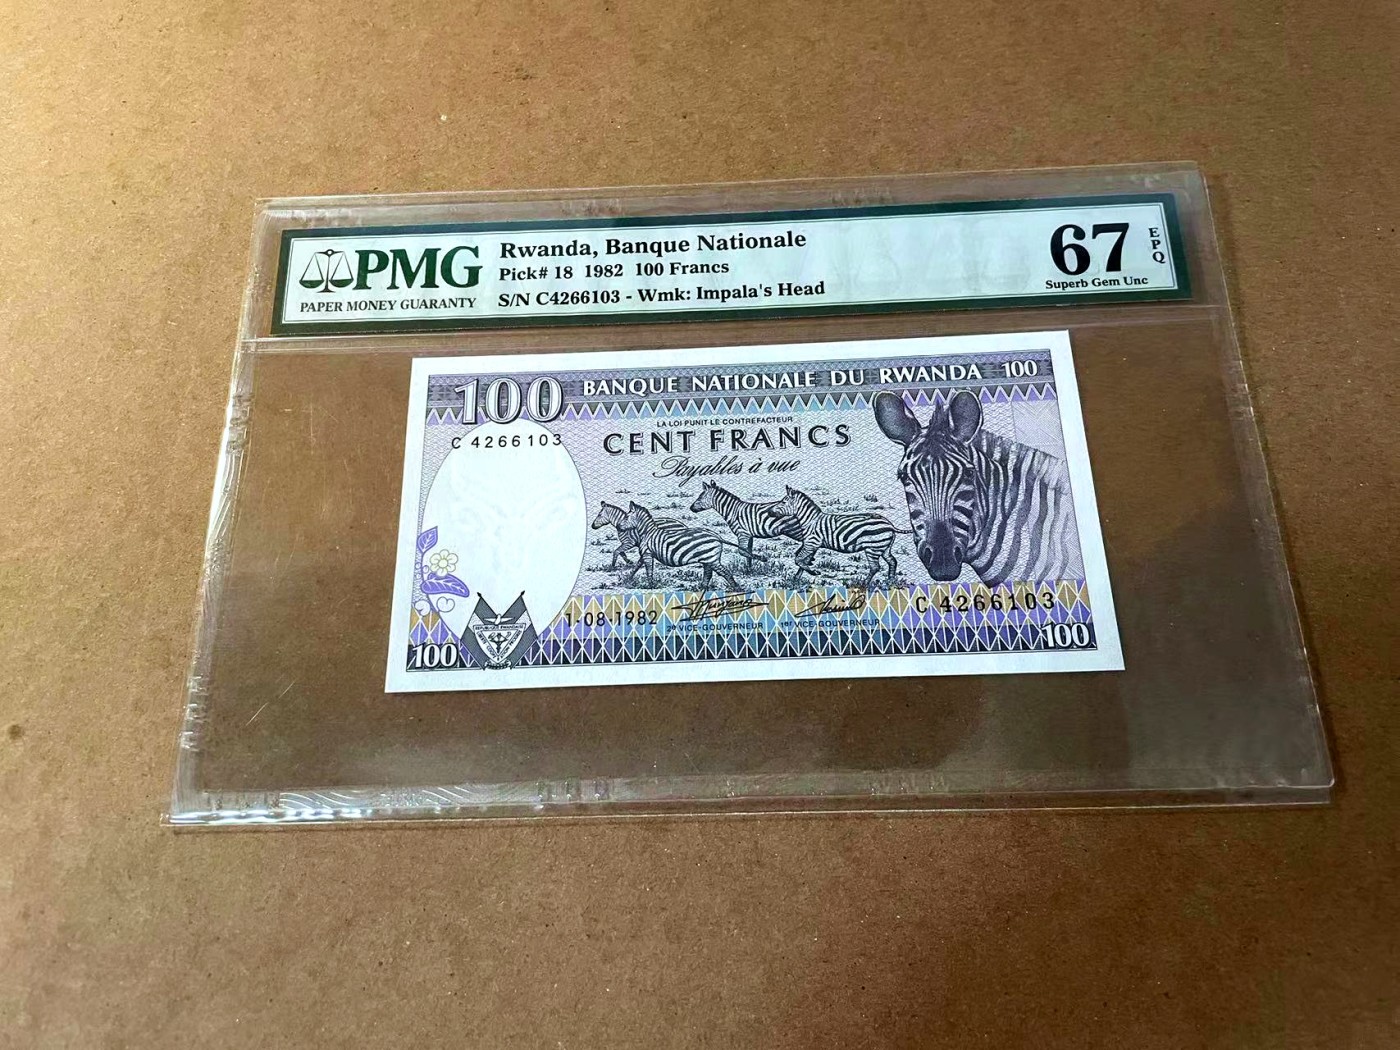 PMG
PAPER MONEY GUARANTY
Rwanda, Banque Nationale
Pick# 18 1982 100 Francs
S/N C4266103 - Wmk: Impala's Head
67
EPQ
Superb Gem Unc
100 BANQUE NATIONALE DU RWANDA 100
LA LOI PUNIT LE CONTREFACTEUR
C 4266103
CENT FRANCS
Payables à vue
1-08-1982
2e VICE-GOUVERNEUR 1er VICE-GOUVERNEUR
C 4266103
100 100